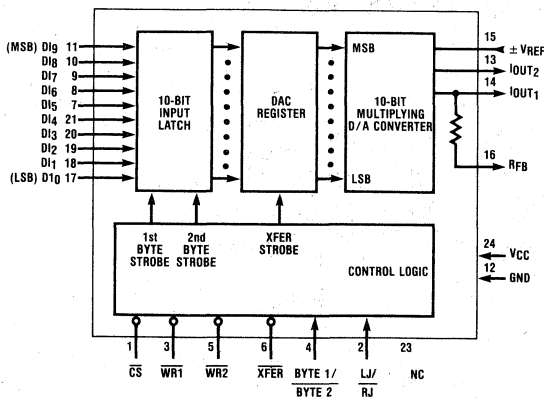 (MSB) DI9 11
DI8 10
DI7 9
DI6 8
DI5 7
DI4 21
DI3 20
DI2 19
DI1 18
(LSB) D10 17
10-BIT
INPUT
LATCH
DAC
REGISTER
MSB
10-BIT
MULTIPLYING
D/A CONVERTER
LSB
15
± VREF
13
IOUT2
14
IOUT1
16
RFB
1st
BYTE
STROBE
2nd
BYTE
STROBE
XFER
STROBE
CONTROL LOGIC
24
VCC
12
GND
1
3
5
6
4
2
23
CS
WR1
WR2
XFER
BYTE 1/
BYTE 2
LJ/
RJ
NC